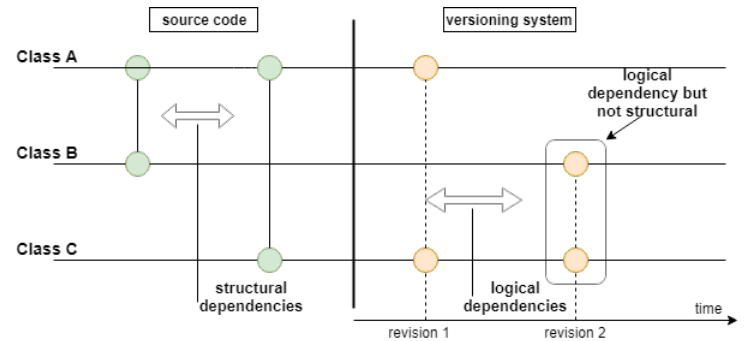 source code
versioning system
Class A
logical
dependency but
not structural
Class B
Class C
structural
dependencies
logical
dependencies
time
revision 1
revision 2